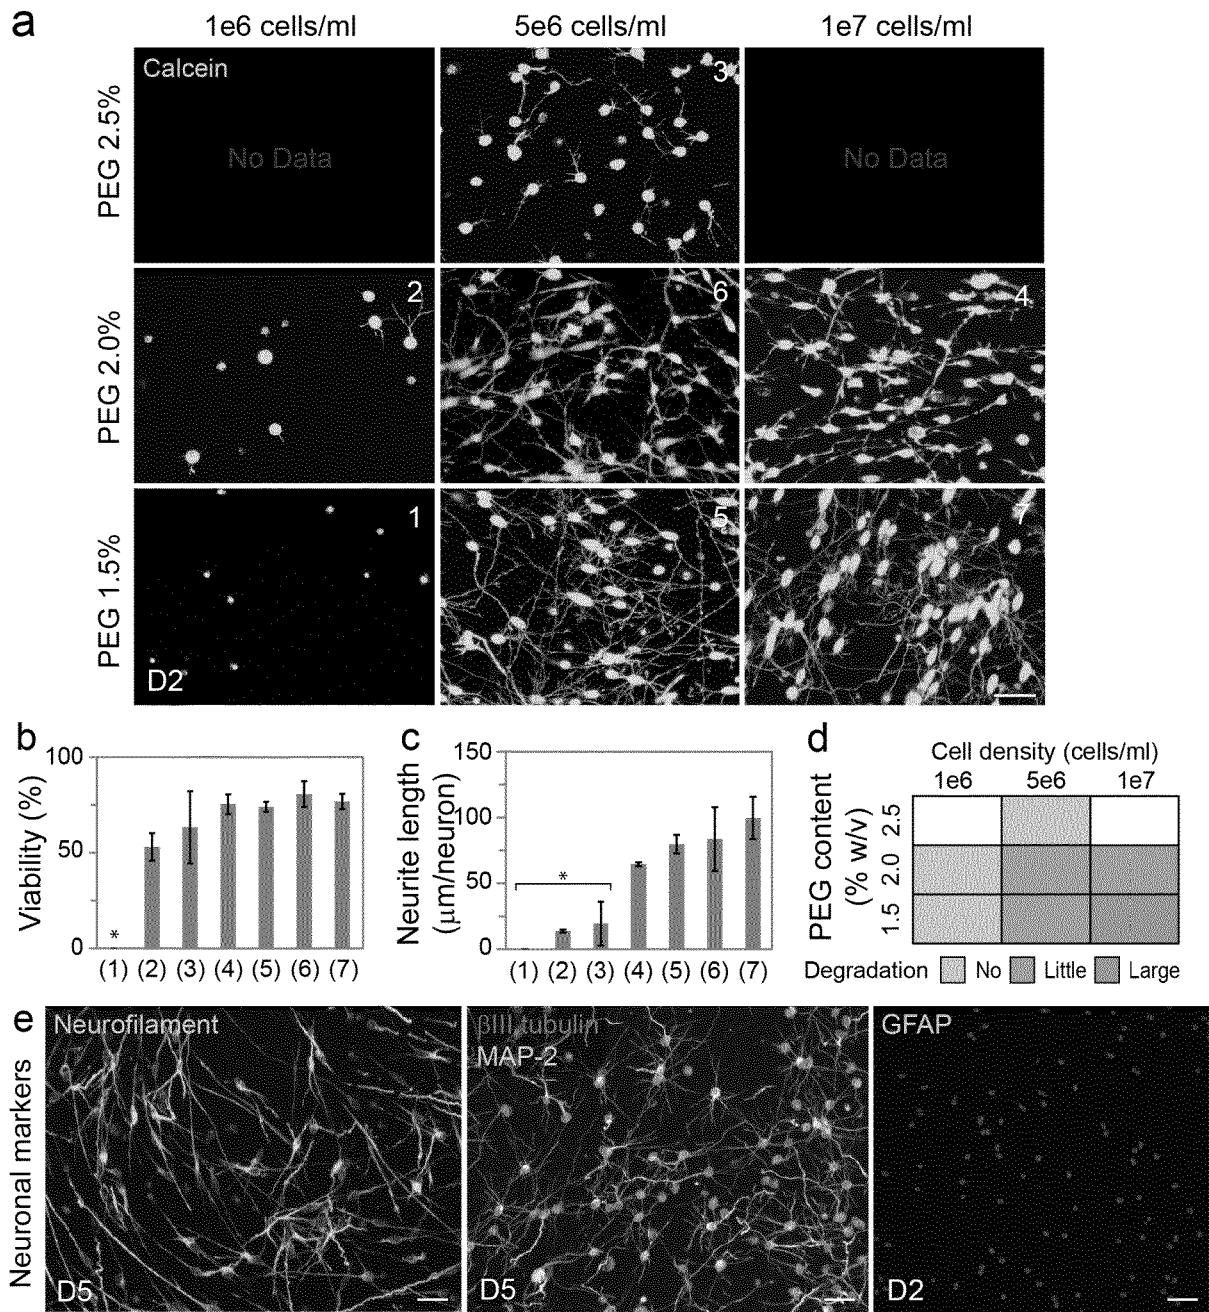 a
1e6 cells/ml 5e6 cells/ml 1e7 cells/ml
PEG 2.5%
Calcein
No Data
3
No Data
PEG 2.0%
2
6
4
PEG 1.5%
1
5
7
D2
b
Viability (%)
100
50
0
*
(1) (2) (3) (4) (5) (6) (7)
c
Neurite length
(μm/neuron)
150
100
50
0
*
(1) (2) (3) (4) (5) (6) (7)
d
Cell density (cells/ml)
1e6 5e6 1e7
PEG content
(% w/v)
2.5
2.0
1.5
Degradation No Little Large
e
Neuronal markers
Neurofilament
D5
βIII tubulin
MAP-2
D5
GFAP
D2